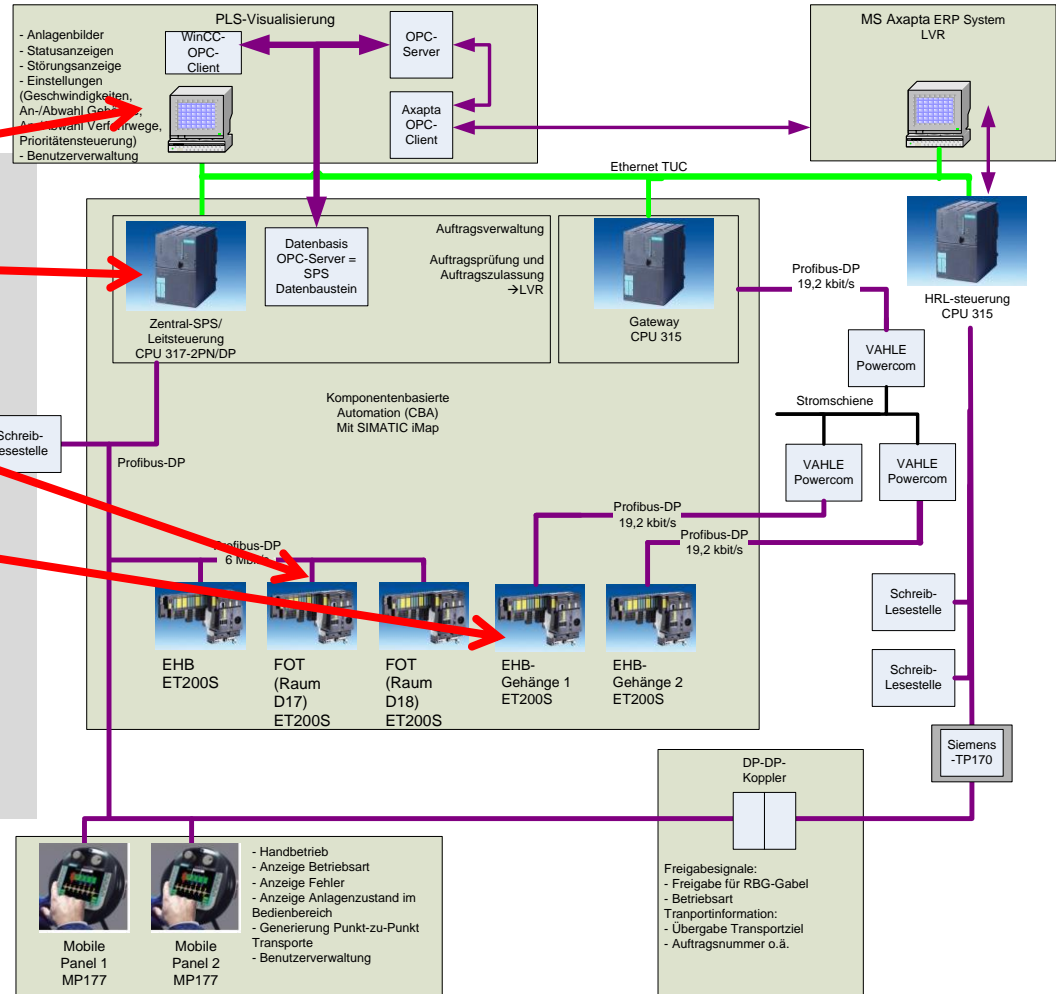 PLS-Visualisierung
- Anlagenbilder
- Statusanzeigen
- Störungsanzeige
- Einstellungen
(Geschwindigkeiten,
An-/Abwahl
Verfahrwege,
Prioritätensteuerung)
- Benutzerverwaltung
WinCC-
OPC-
Client
OPC-
Server
Axapta
OPC-
Client
MS Axapta ERP System
LVR
Ethernet TUC
Zentral-SPS/
Leitsteuerung
CPU 317-2PN/DP
Datenbasis
OPC-Server =
SPS
Datenbaustein
Auftragsverwaltung
Auftragsprüfung und
Auftragszulassung
→LVR
Gateway
CPU 315
Profibus-DP
19,2 kbit/s
HRL-steuerung
CPU 315
VAHLE
Powercom
Stromschiene
VAHLE
Powercom
VAHLE
Powercom
Komponentenbasierte
Automation (CBA)
Mit SIMATIC iMap
Profibus-DP
Profibus-DP
19,2 kbit/s
Profibus-DP
19,2 kbit/s
Profibus-DP
6
EHB
ET200S
FOT
(Raum
D17)
ET200S
FOT
(Raum
D18)
ET200S
EHB-
Gehänge 1
ET200S
EHB-
Gehänge 2
ET200S
Schreib-
Lesestelle
Schreib-
Lesestelle
Siemens
-TP170
DP-DP-
Koppler
Freigabesignale:
- Freigabe für RBG-Gabel
- Betriebsart
Tranportinformation:
- Übergabe Transportziel
- Auftragsnummer o.ä.
Mobile
Panel 1
MP177
Mobile
Panel 2
MP177
- Handbetrieb
- Anzeige Betriebsart
- Anzeige Fehler
- Anzeige Anlagenzustand im
Bedienbereich
- Generierung Punkt-zu-Punkt
Transporte
- Benutzerverwaltung